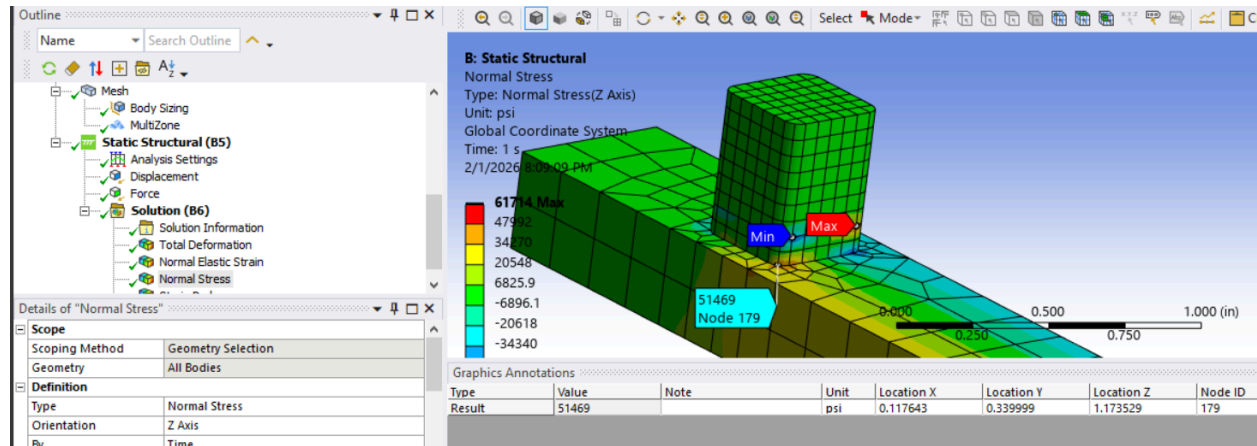 Outline
Name
Search Outline
Mesh
Body Sizing
MultiZone
Static Structural (B5)
Analysis Settings
Displacement
Force
Solution (B6)
Solution Information
Total Deformation
Normal Elastic Strain
Normal Stress
Details of "Normal Stress"
Scope
Scoping Method Geometry Selection
Geometry All Bodies
Definition
Type Normal Stress
Orientation Z Axis
By Time
Select Mode
B: Static Structural
Normal Stress
Type: Normal Stress(Z Axis)
Unit: psi
Global Coordinate System
Time: 1 s
2/1/2026 8:09:09 PM
61714 Max
47992
34270
20548
6825.9
-6896.1
-20618
-34340
Min
Max
51469
Node 179
0.000 0.500 1.000 (in)
0.250 0.750
Graphics Annotations
Type Value Note Unit Location X Location Y Location Z Node ID
Result 51469 psi 0.117643 0.339999 1.173529 179